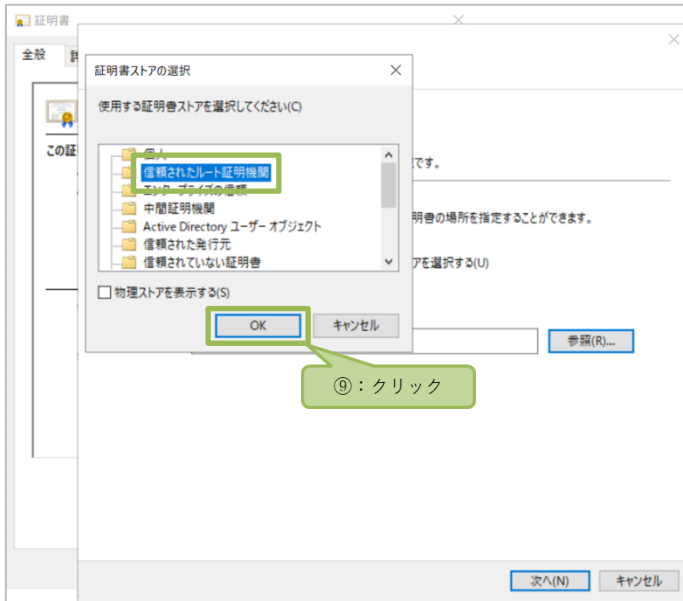 証明書
全般
証明書ストアの選択
使用する証明書ストアを選択してください(C)
この証
個人
信頼されたルート証明機関
エンタープライズの信頼
中間証明機関
Active Directory ユーザー オブジェクト
信頼された発行元
信頼されていない証明書
です。
明書の場所を指定することができます。
アを選択する(U)
物理ストアを表示する(S)
OK
キャンセル
参照(R)...
⑨：クリック
次へ(N)
キャンセル